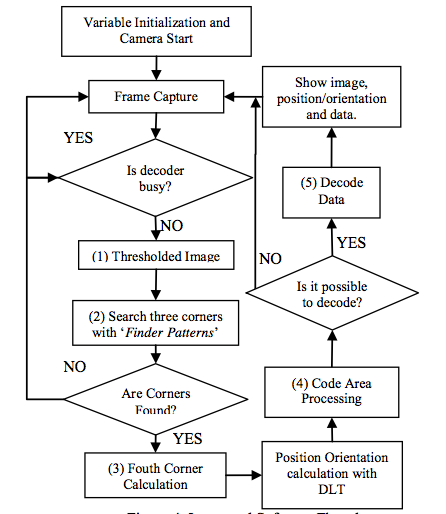 Variable Initialization and
Camera Start
Frame Capture
YES
Is decoder
busy?
NO
(1) Thresholded Image
(2) Search three corners
with ‘Finder Patterns’
NO
Are Corners
Found?
YES
(3) Fouth Corner
Calculation
Show image,
position/orientation
and data.
(5) Decode
Data
YES
NO
Is it possible
to decode?
(4) Code Area
Processing
Position Orientation
calculation with
DLT